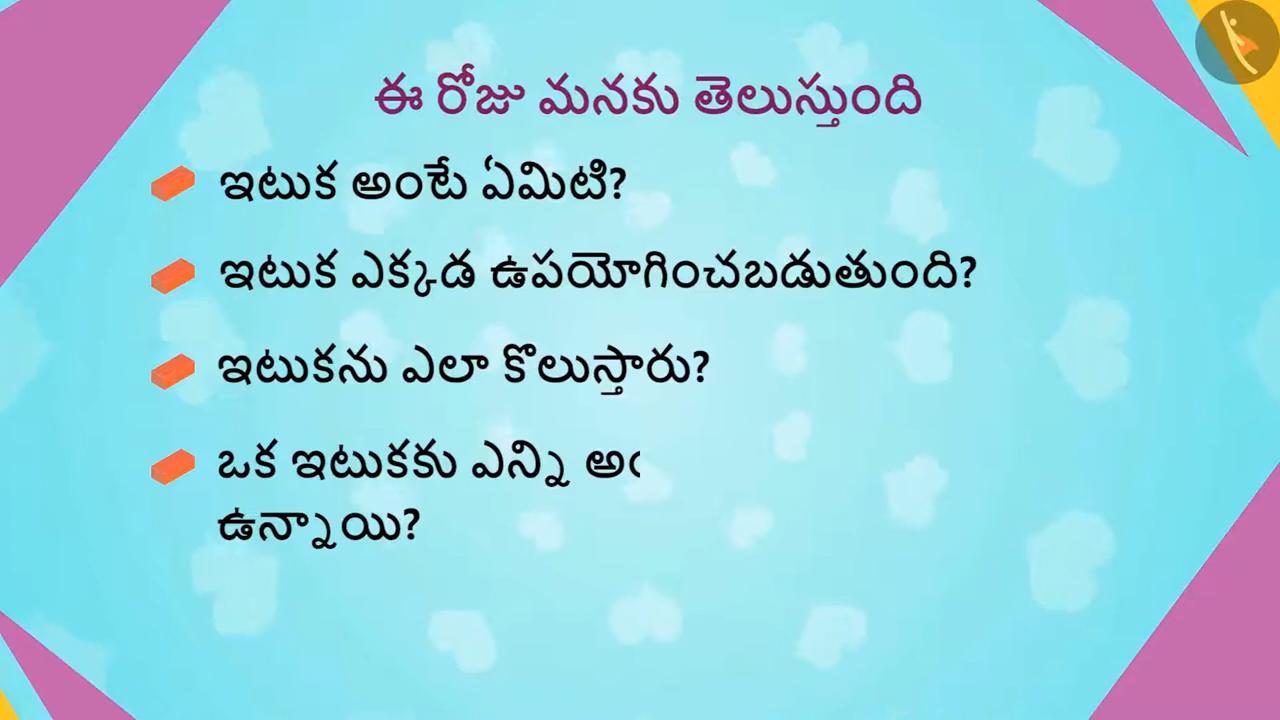 ఈ రోజు మనకు తెలుస్తుంది
ఇటుక అంటే ఏమిటి?
ఇటుక ఎక్కడ ఉపయోగించబడుతుంది?
ఇటుకను ఎలా కొలుస్తారు?
ఒక ఇటుకకు ఎన్ని
ఉన్నాయి?